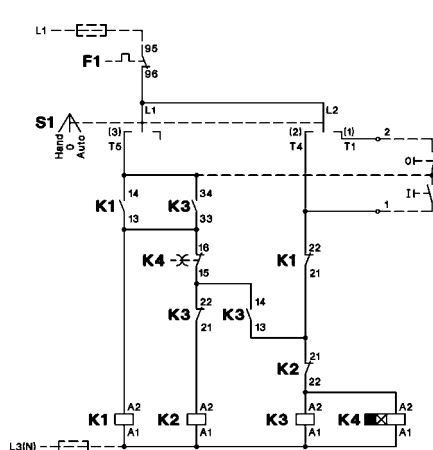 L1
95
F1
96
L1 L2
S1
Hand
0
Auto
(3) (2) (1) 2
T5 T4 T1
0
I
14 34
K1 K3
13 33
1
16 22
K4 K1
15 21
22 14
K3 K3
21 13
21
K2
22
A2 A2 A2 A2
K1 K2 K3 K4
A1 A1 A1 A1
L3(N)